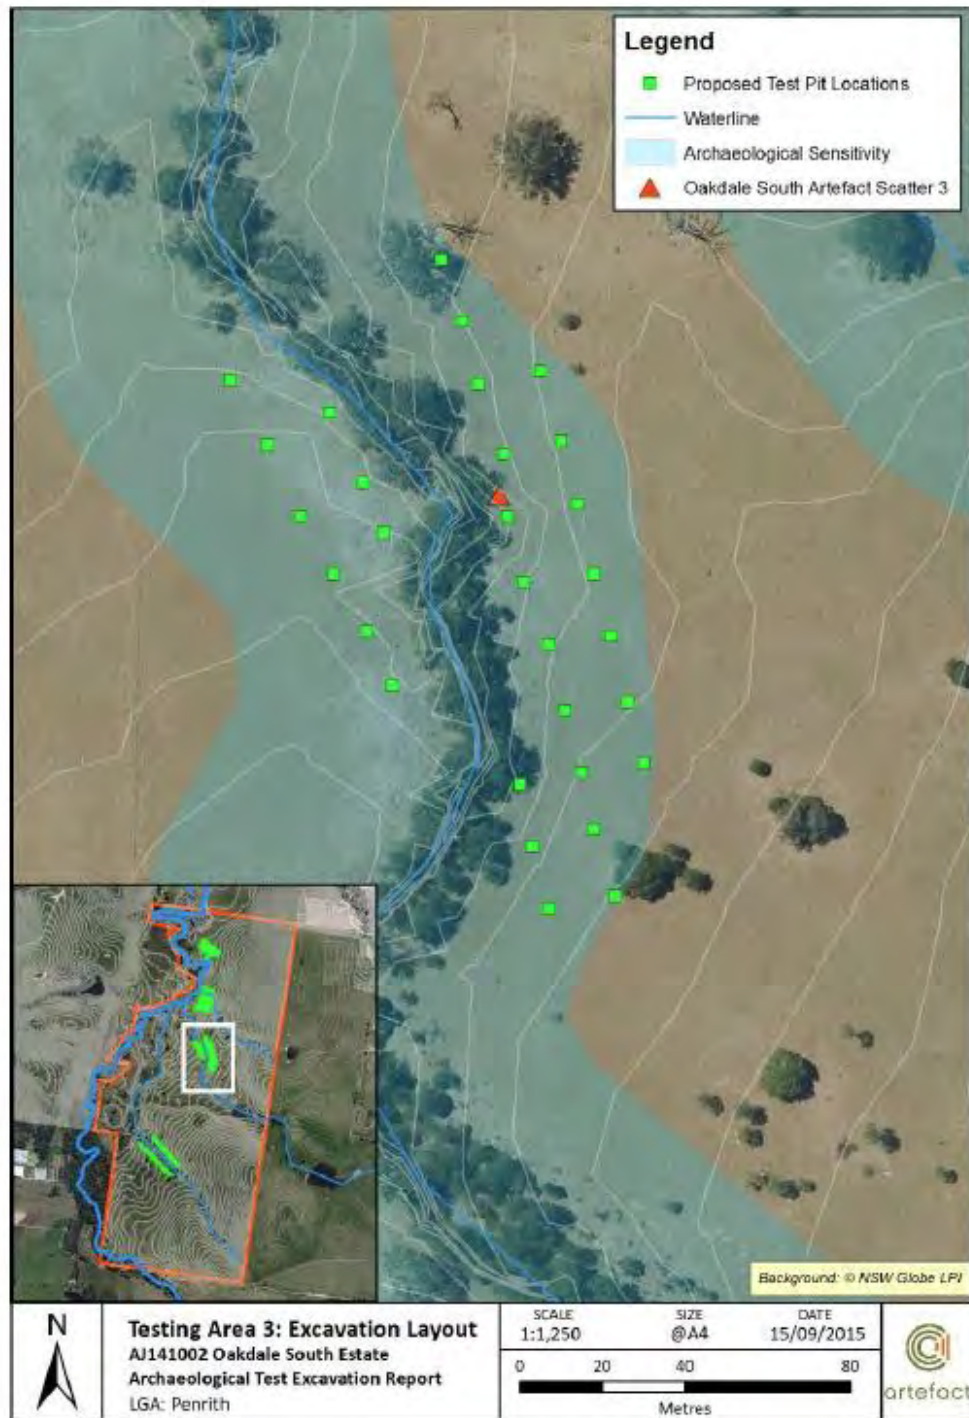 Legend
Proposed Test Pit Locations
Waterline
Archaeological Sensitivity
Oakdale South Artefact Scatter 3
Background: © NSW Globe LPI
N
Testing Area 3: Excavation Layout
AJ141002 Oakdale South Estate
Archaeological Test Excavation Report
LGA: Penrith
SCALE
1:1,250
SIZE
@A4
DATE
15/09/2015
0 20 40 80
Metres
artefact